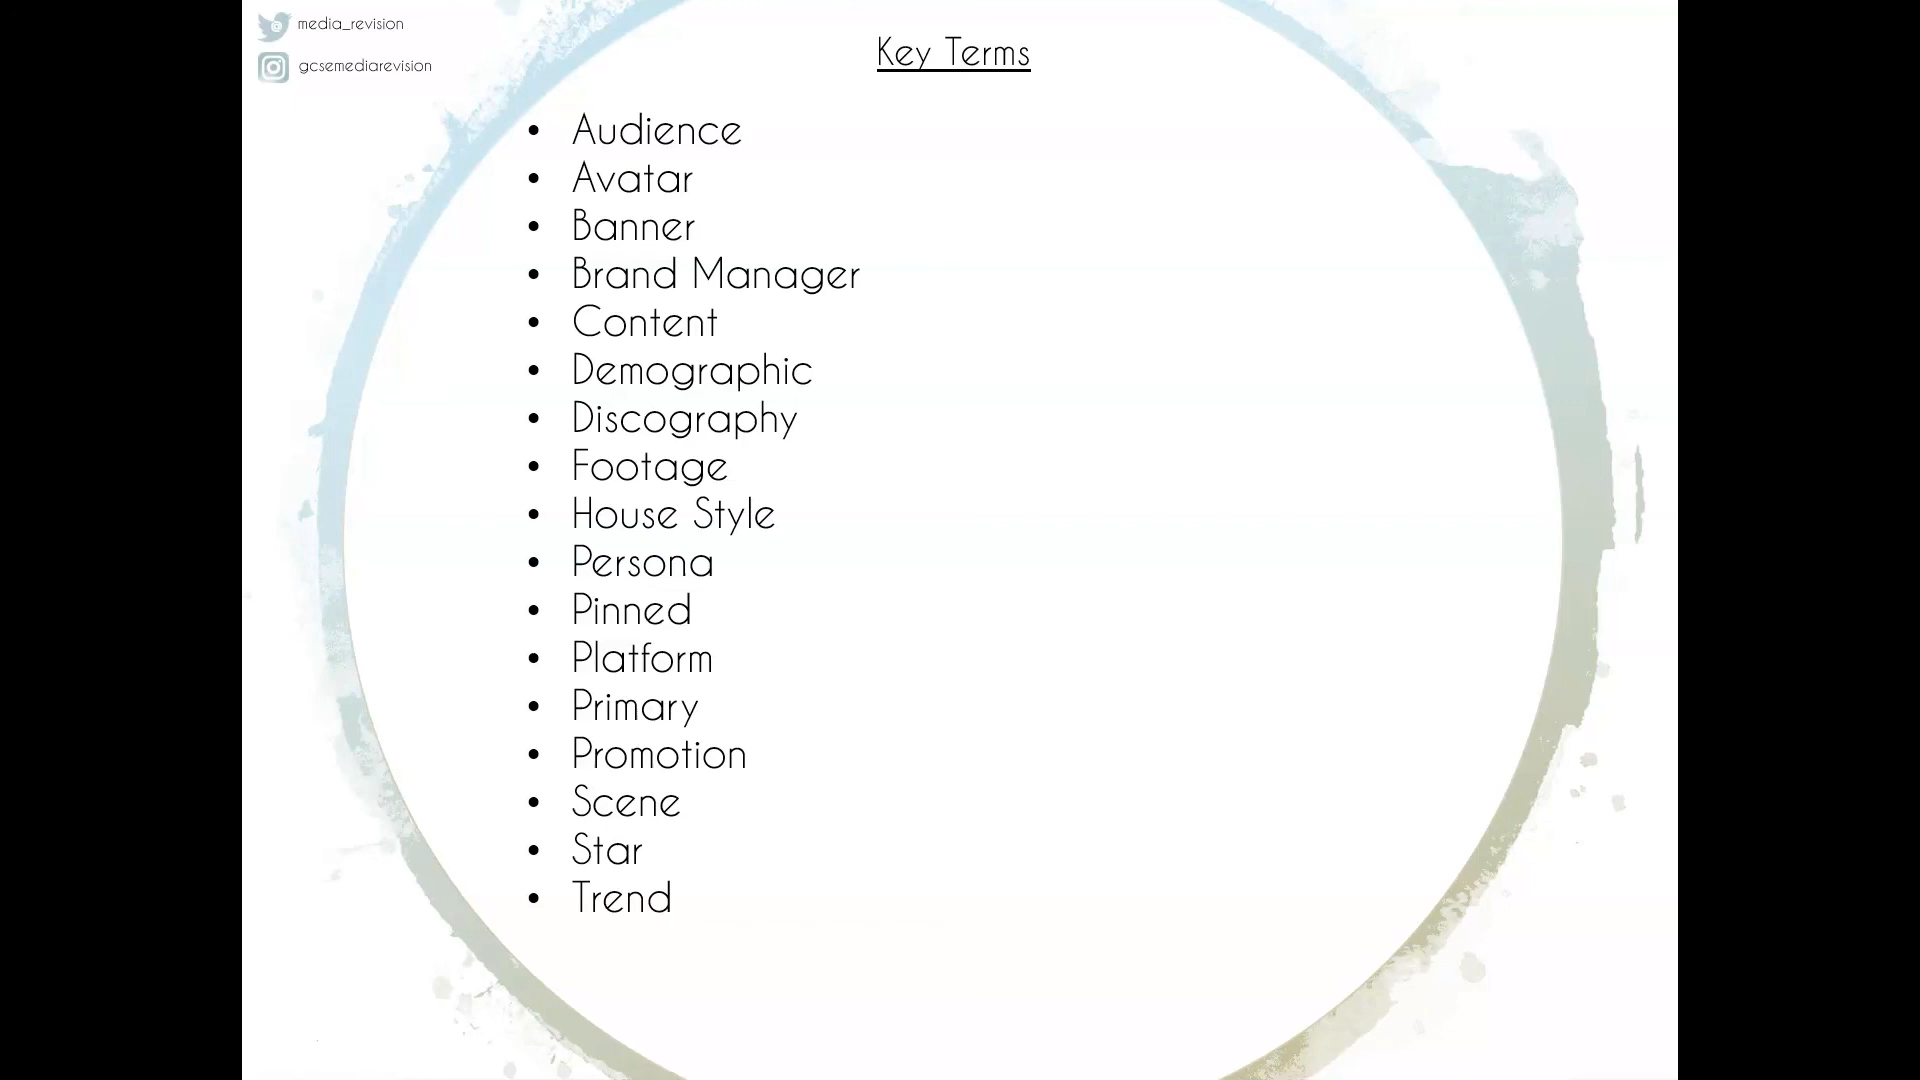 media_revision
gcsemediarevision
Key Terms
• Audience
• Avatar
• Banner
• Brand Manager
• Content
• Demographic
• Discography
• Footage
• House Style
• Persona
• Pinned
• Platform
• Primary
• Promotion
• Scene
• Star
• Trend